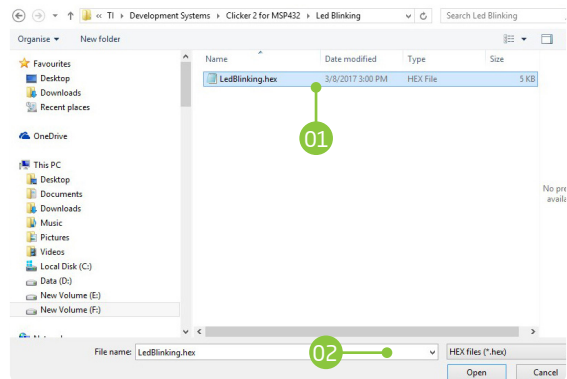 « TI ▸ Development Systems ▸ Clicker 2 for MSP432 ▸ Led Blinking
Search Led Blinking
Organise
New folder
Name Date modified Type Size
Favourites
LedBlinking.hex 3/8/2017 3:00 PM HEX File 5 KB
Desktop
Downloads
Recent places
01
OneDrive
This PC
Desktop
No pre
Documents
availa
Downloads
Music
Pictures
Videos
Local Disk (C:)
Data (D:)
New Volume (E:)
New Volume (F:)
File name: LedBlinking.hex
02
HEX files (*.hex)
Open Cancel